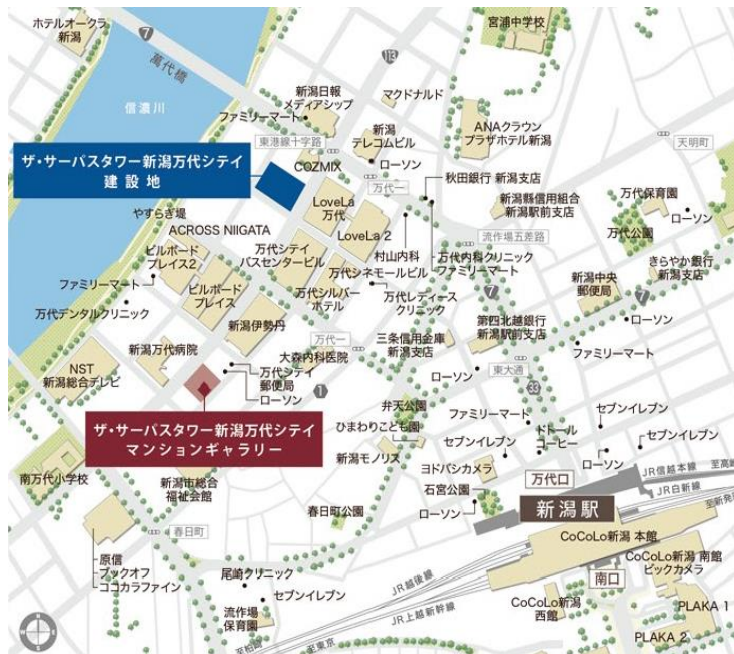 ホテルオークラ
新潟
7
萬代橋
信濃川
113
宮浦中学校
新潟日報
メディアシップ
マクドナルド
ファミリーマート
東港線十字路
新潟
テレコムビル
ANAクラウン
プラザホテル新潟
天明町
ザ・サーパスタワー新潟万代シテイ
建設地
COZMIX
ローソン
万代一
秋田銀行 新潟支店
LoveLa
万代
LoveLa 2
新潟縣信用組合
新潟駅前支店
万代保育園
ローソン
万代公園
やすらぎ堤
ACROSS NIIGATA
村山内科
流作場五差路
ビルボード
プレイス2
万代シテイ
バスセンタービル
万代シネモールビル
万代内科クリニック
ファミリーマート
きらやか銀行
新潟支店
ファミリーマート
ビルボード
プレイス
万代シルバー
ホテル
万代レディース
クリニック
7
新潟中央
郵便局
7
万代デンタルクリニック
新潟伊勢丹
万代一
三条信用金庫
新潟支店
第四北越銀行
新潟駅前支店
ローソン
新潟万代病院
大森内科医院
ファミリーマート
NST
新潟総合テレビ
万代シテイ
郵便局
ローソン
1
ローソン
東大通
33
ザ・サーパスタワー新潟万代シテイ
マンションギャラリー
弁天公園
ひまわりこども園
ファミリーマート
ドトール
コーヒー
セブンイレブン
セブンイレブン
セブンイレブン
新潟モノリス
ヨドバシカメラ
ローソン
JR信越本線
至高崎
南万代小学校
新潟市総合
福祉会館
石宮公園
万代口
JR白新線
新潟駅
至新発田
春日町公園
ローソン
春日町
CoCoLo新潟 本館
原信
ブックオフ
ココカラファイン
尾崎クリニック
JR越後線
CoCoLo新潟 南館
ビックカメラ
南口
セブンイレブン
JR上越新幹線
CoCoLo新潟
西館
PLAKA 1
流作場
保育園
至柏崎
至東京
PLAKA 2
N
W
E
S